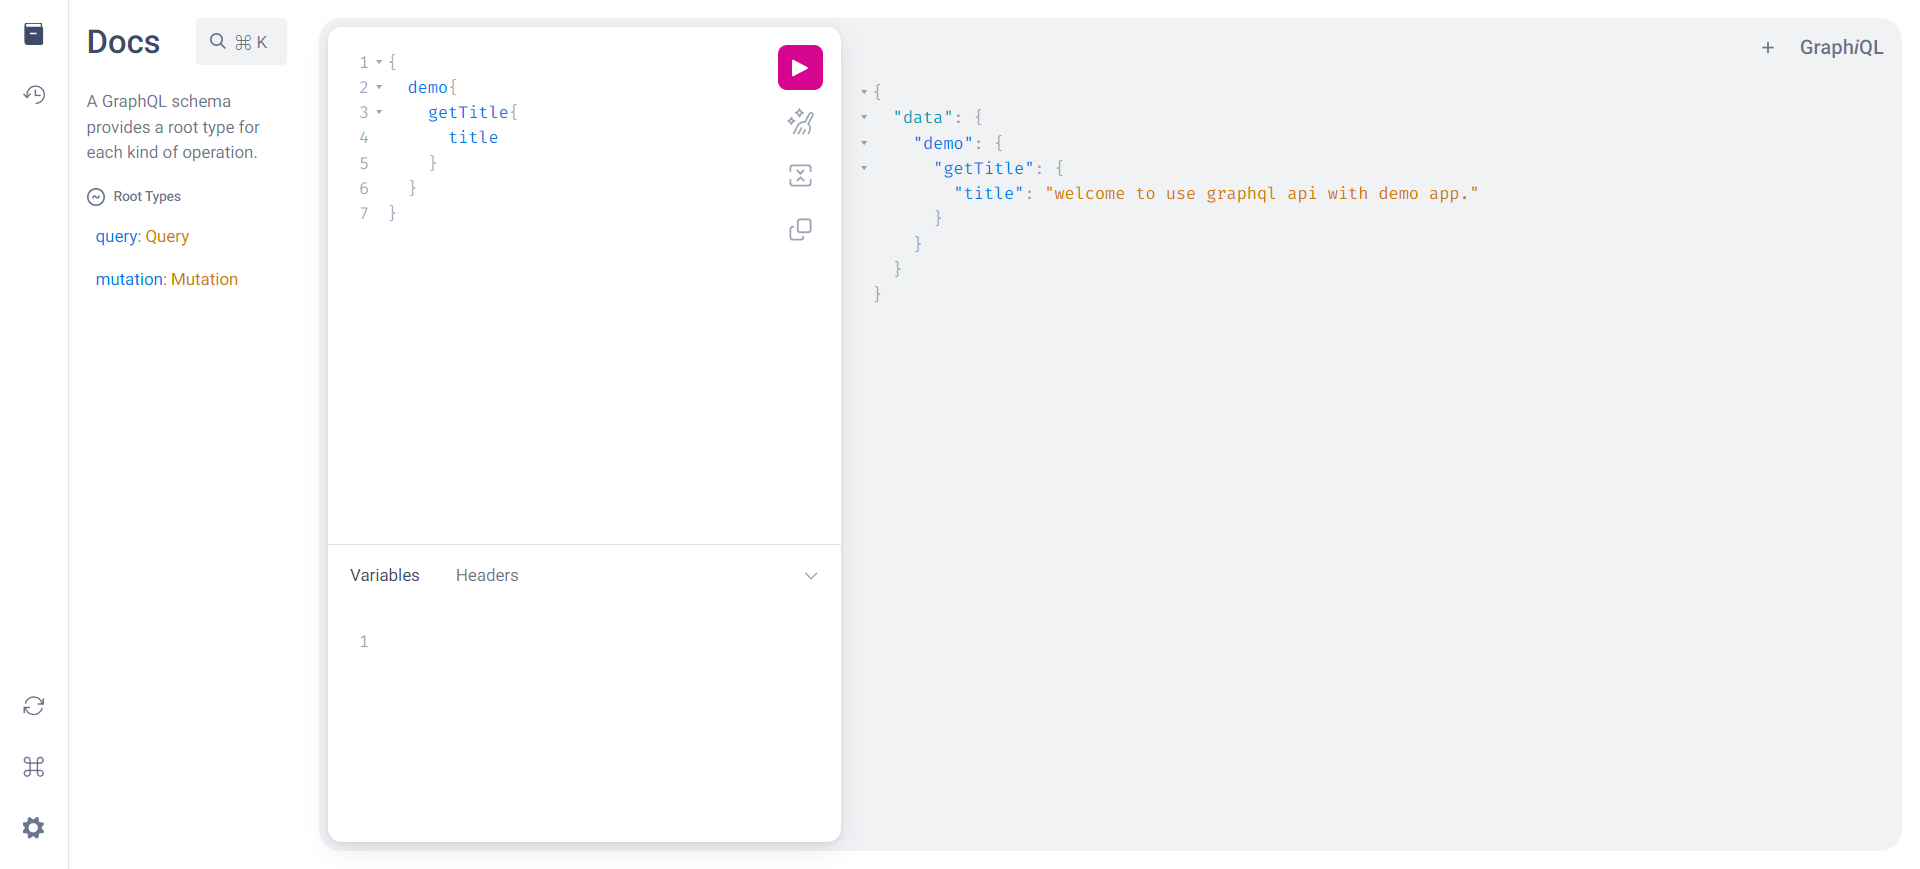 Docs
⌘ K
A GraphQL schema
provides a root type for
each kind of operation.
Root Types
query: Query
mutation: Mutation
1 {
2 demo{
3 getTitle{
4 title
5 }
6 }
7 }
Variables Headers
1
+ GraphiQL
{
"data": {
"demo": {
"getTitle": {
"title": "welcome to use graphql api with demo app."
}
}
}
}